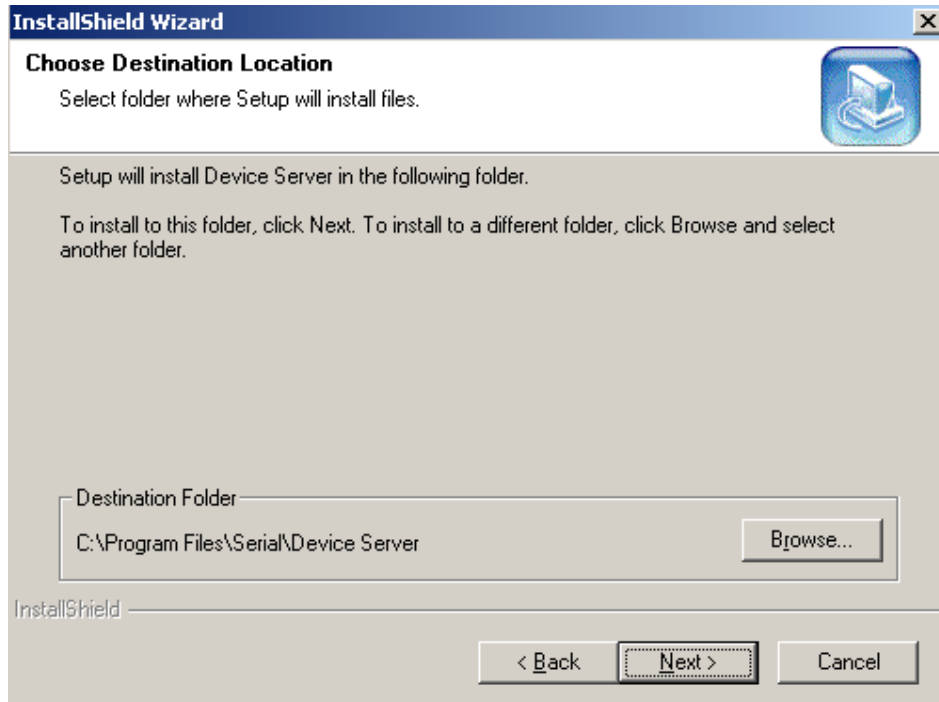 InstallShield Wizard
Choose Destination Location
Select folder where Setup will install files.
Setup will install Device Server in the following folder.
To install to this folder, click Next. To install to a different folder, click Browse and select
another folder.
Destination Folder
C:\Program Files\Serial\Device Server
Browse...
InstallShield
< Back
Next >
Cancel